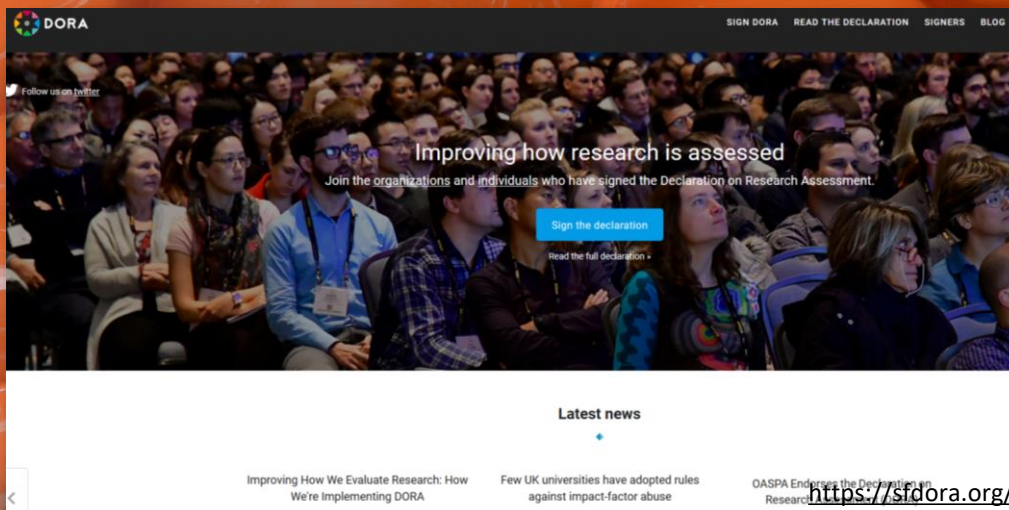 DORA
SIGN DORA READ THE DECLARATION SIGNERS BLOG
Follow us on twitter
Improving how research is assessed
Join the organizations and individuals who have signed the Declaration on Research Assessment.
Sign the declaration
Read the full declaration »
Latest news
Improving How We Evaluate Research: How
We're Implementing DORA
Few UK universities have adopted rules
against impact-factor abuse
OASPA Endorses the Declaration on
Research
https://sfdora.org/